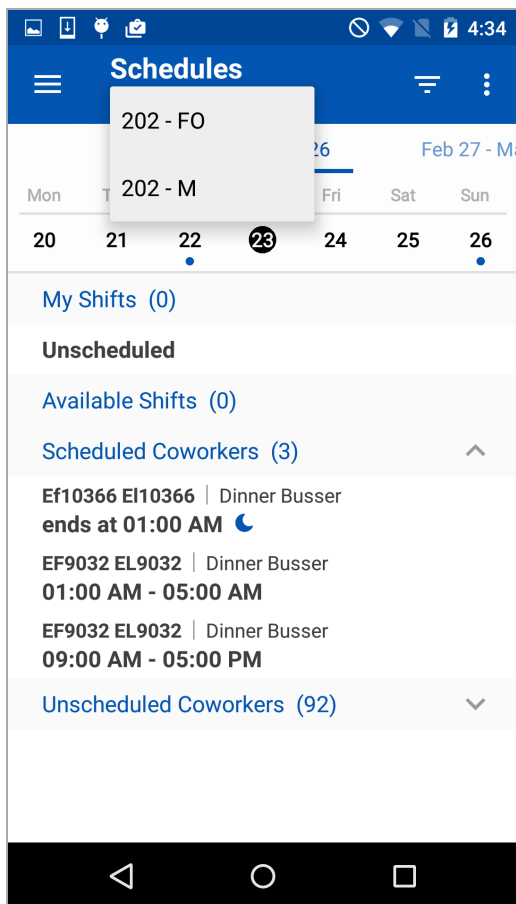 4:34
Schedules
202 - FO
26
Feb 27 - Ma
202 - M
Mon
T
Fri
Sat
Sun
20 21 22 23 24 25 26
My Shifts (0)
Unscheduled
Available Shifts (0)
Scheduled Coworkers (3)
Ef10366 El10366 | Dinner Busser
ends at 01:00 AM
EF9032 EL9032 | Dinner Busser
01:00 AM - 05:00 AM
EF9032 EL9032 | Dinner Busser
09:00 AM - 05:00 PM
Unscheduled Coworkers (92)